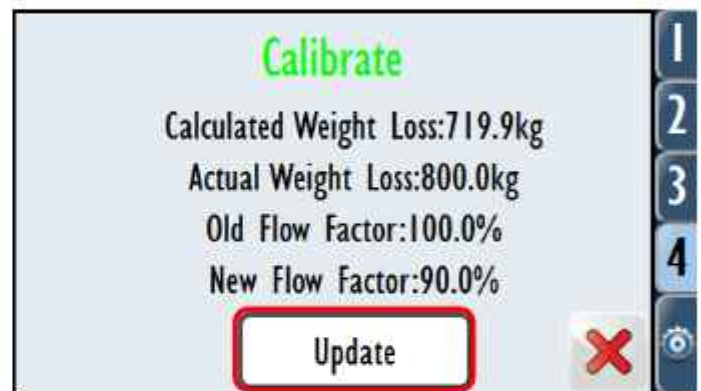 Calibrate
Calculated Weight Loss:719.9kg
Actual Weight Loss:800.0kg
Old Flow Factor:100.0%
New Flow Factor:90.0%
Update
1
2
3
4